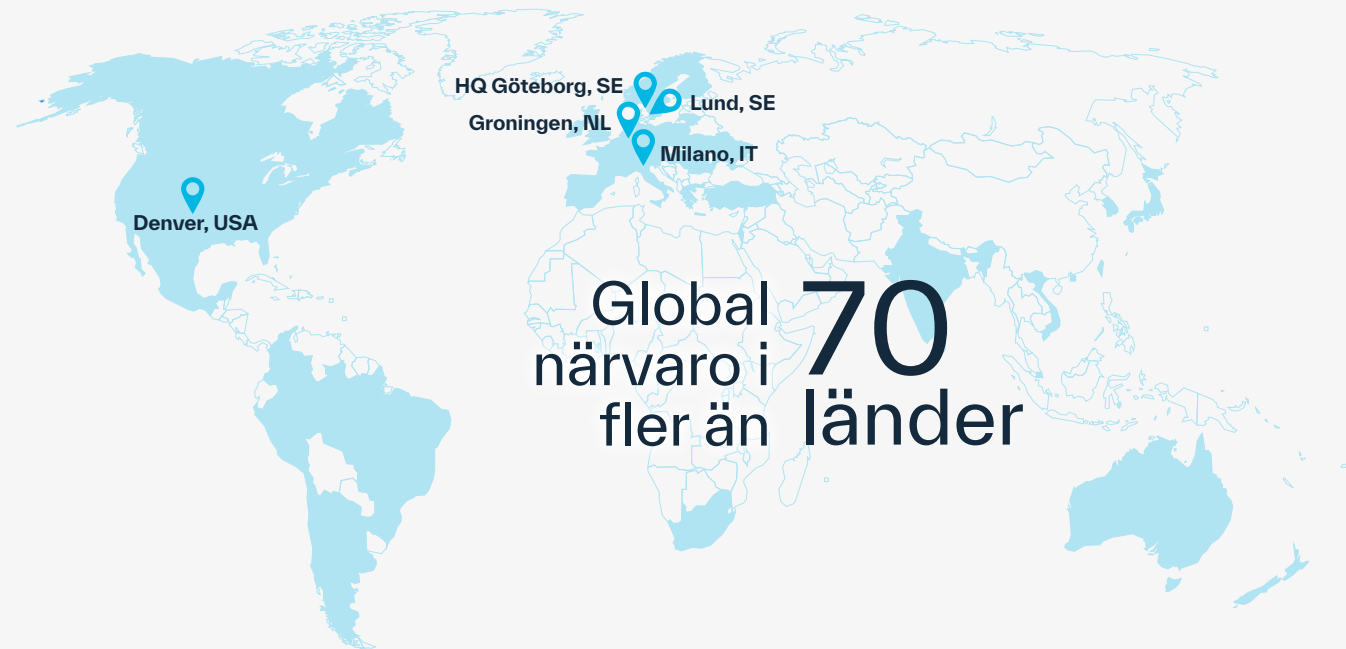 HQ Göteborg, SE
Lund, SE
Groningen, NL
Milano, IT
Denver, USA
Global
närvaro i
fler än
70
länder